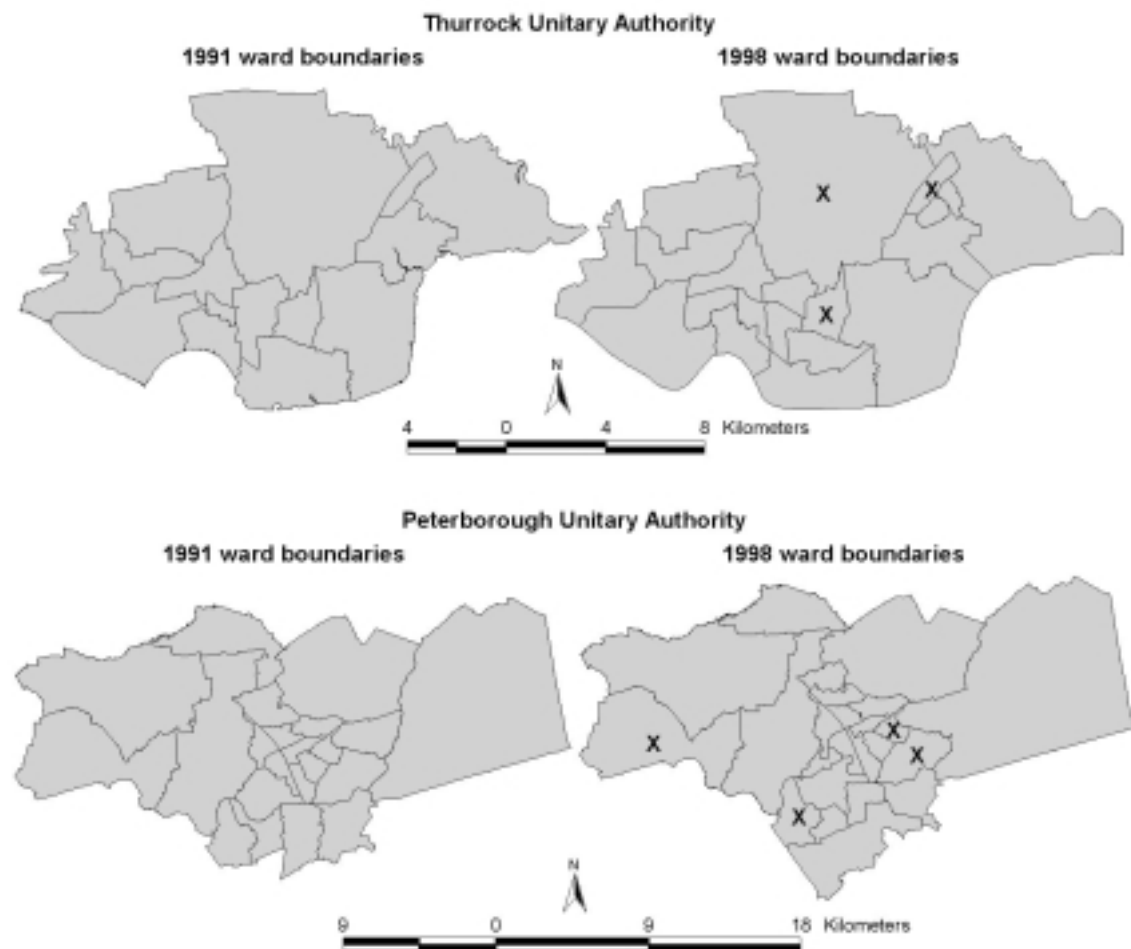 Thurrock Unitary Authority
1991 ward boundaries 1998 ward boundaries
X X
X
N
4 0 4 8 Kilometers
Peterborough Unitary Authority
1991 ward boundaries 1998 ward boundaries
X
X X
X
N
9 0 9 18 Kilometers